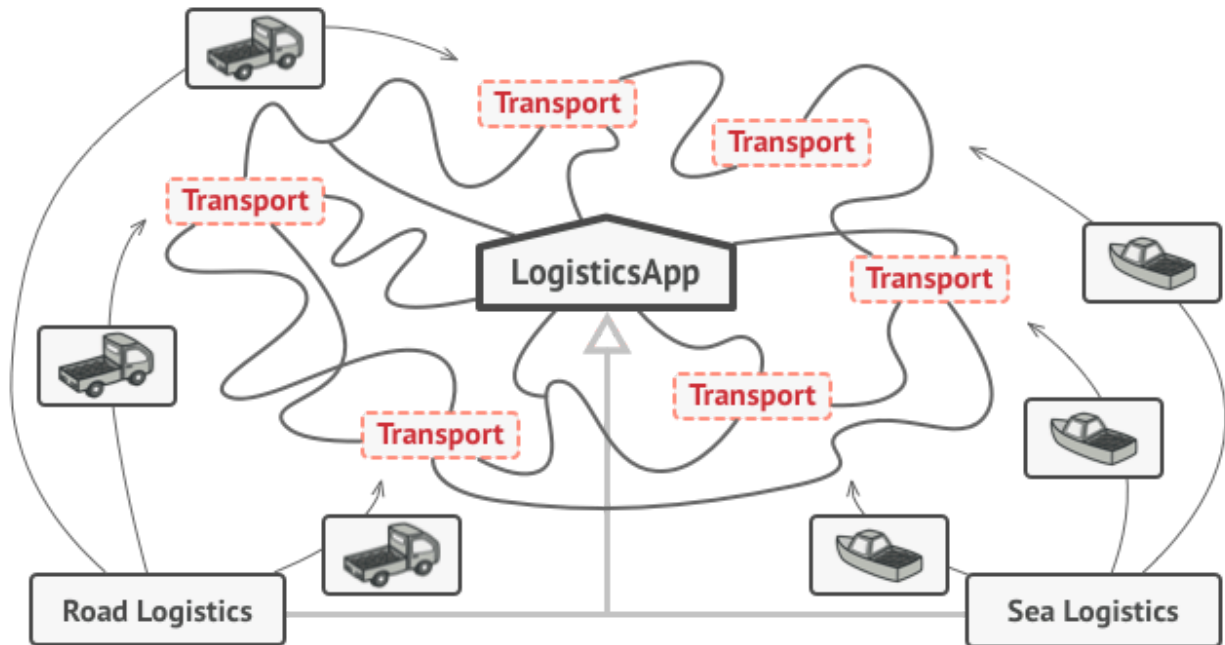 Transport
Transport
Transport
LogisticsApp
Transport
Transport
Transport
Road Logistics
Sea Logistics